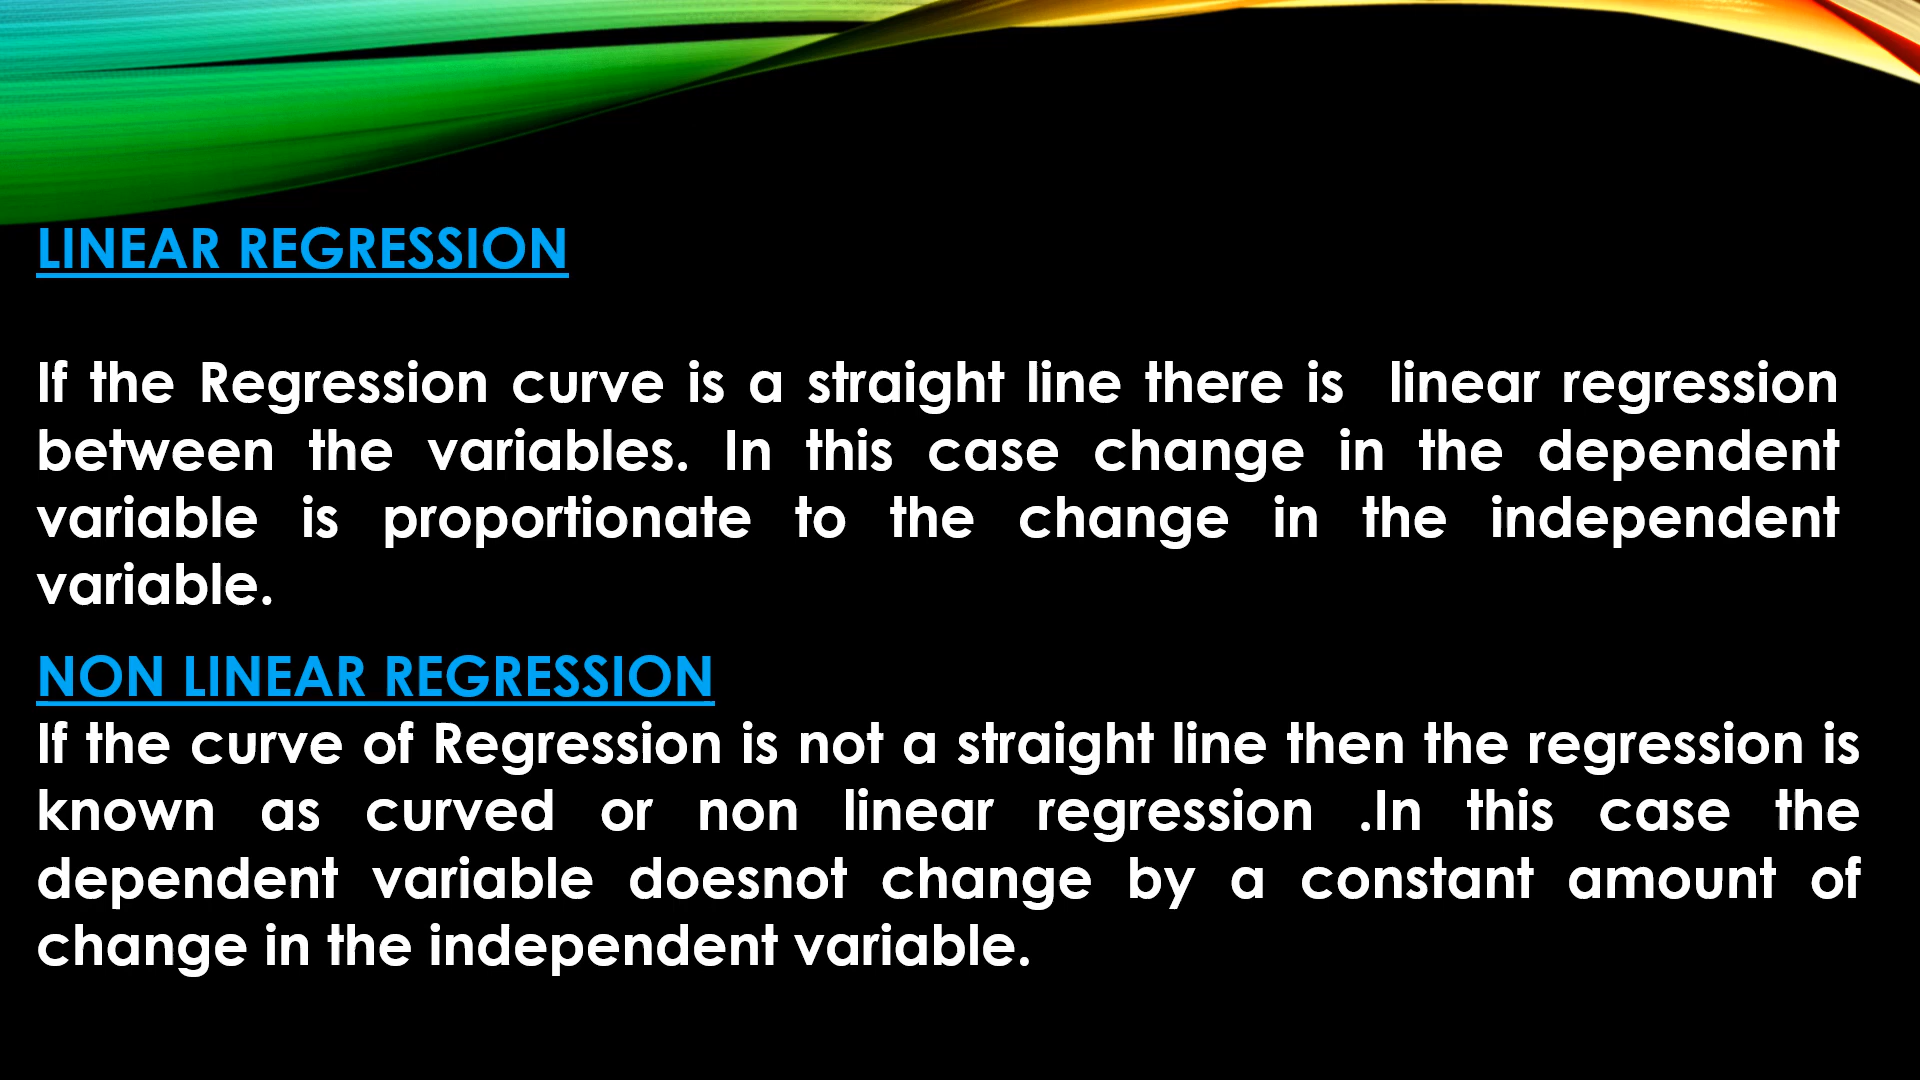 LINEAR REGRESSION
If the Regression curve is a straight line there is linear regression
between the variables. In this case change in the dependent
variable is proportionate to the change in the independent
variable.
NON LINEAR REGRESSION
If the curve of Regression is not a straight line then the regression is
known as curved or non linear regression .In this case the
dependent variable doesnot change by a constant amount of
change in the independent variable.